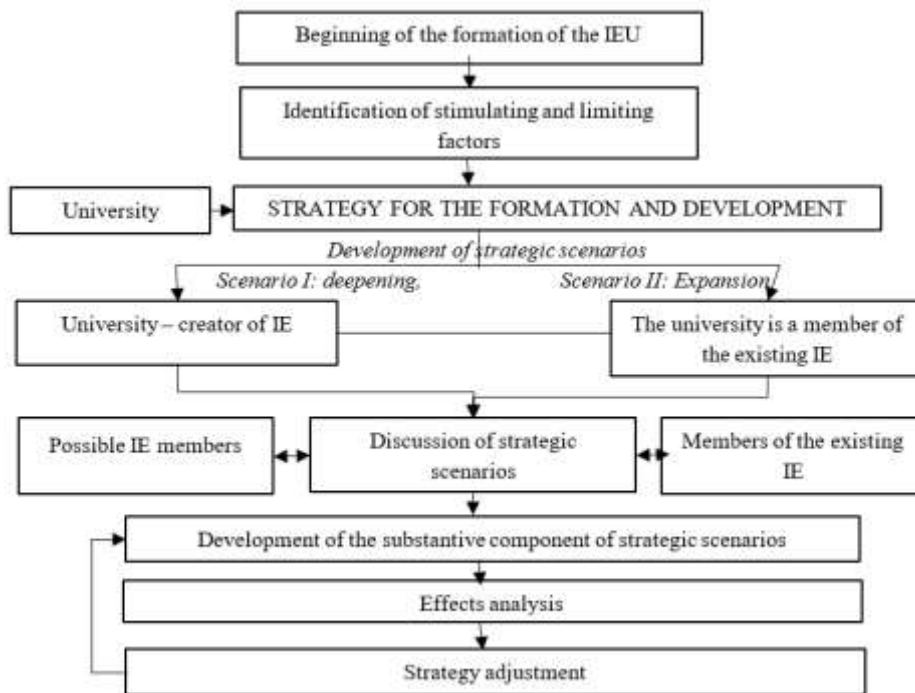 Beginning of the formation of the IEU
Identification of stimulating and limiting
factors
University
STRATEGY FOR THE FORMATION AND DEVELOPMENT
Development of strategic scenarios
Scenario I: deepening,
Scenario II: Expansion
University – creator of IE
The university is a member of
the existing IE
Possible IE members
Discussion of strategic
scenarios
Members of the existing
IE
Development of the substantive component of strategic scenarios
Effects analysis
Strategy adjustment